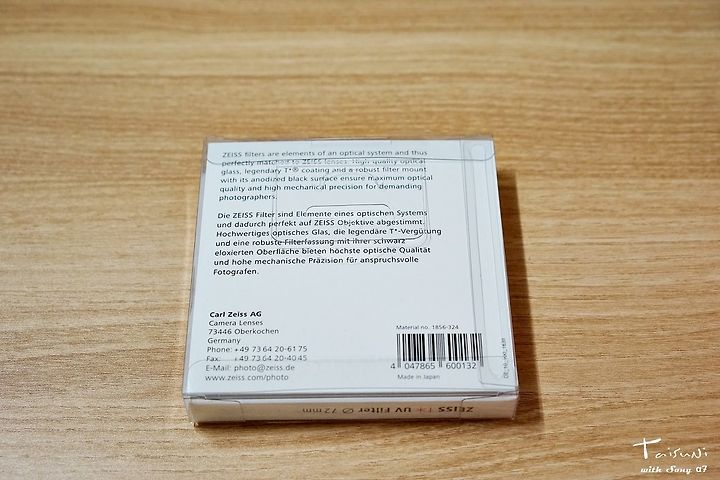 ZEISS filters are elements of an optical system and thus
perfectly matched to ZEISS lenses. High quality optical
glass, legendary T*® coating and a robust filter mount
with its anodized black surface ensure maximum optical
quality and high mechanical precision for demanding
photographers.
Die ZEISS Filter sind Elemente eines optischen Systems
und dadurch perfekt auf ZEISS Objektive abgestimmt.
Hochwertiges optisches Glas, die legendäre T*-Vergütung
und eine robuste Filterfassung mit ihrer schwarz
eloxierten Oberfläche bieten höchste optische Qualität
und hohe mechanische Präzision für anspruchsvolle
Fotografen.
Carl Zeiss AG
Camera Lenses
73446 Oberkochen
Germany
Phone: +49 73 64 20-6175
Fax: +49 73 64 20-4045
E-Mail: photo@zeiss.de
www.zeiss.com/photo
Material no. 1856-324
4 047865 600132
Made in Japan
ZEISS T* UV Filter Ø 72mm
Taisuni
with Sony α7